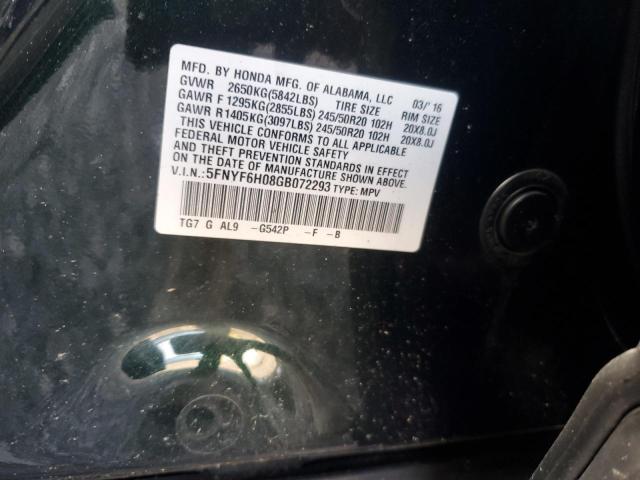 MFD. BY HONDA MFG. OF ALABAMA, LLC 03/'16
GVWR 2650KG(5842LBS) TIRE SIZE RIM SIZE
GAWR F 1295KG(2855LBS) 245/50R20 102H 20X8.0J
GAWR R 1405KG(3097LBS) 245/50R20 102H 20X8.0J
THIS VEHICLE CONFORMS TO ALL APPLICABLE
FEDERAL MOTOR VEHICLE SAFETY
AND THEFT PREVENTION STANDARDS IN EFFECT
ON THE DATE OF MANUFACTURE SHOWN ABOVE.
V.I.N.:5FNYF6H08GB072293 TYPE: MPV
TG7 G AL9 -G542P -F -B